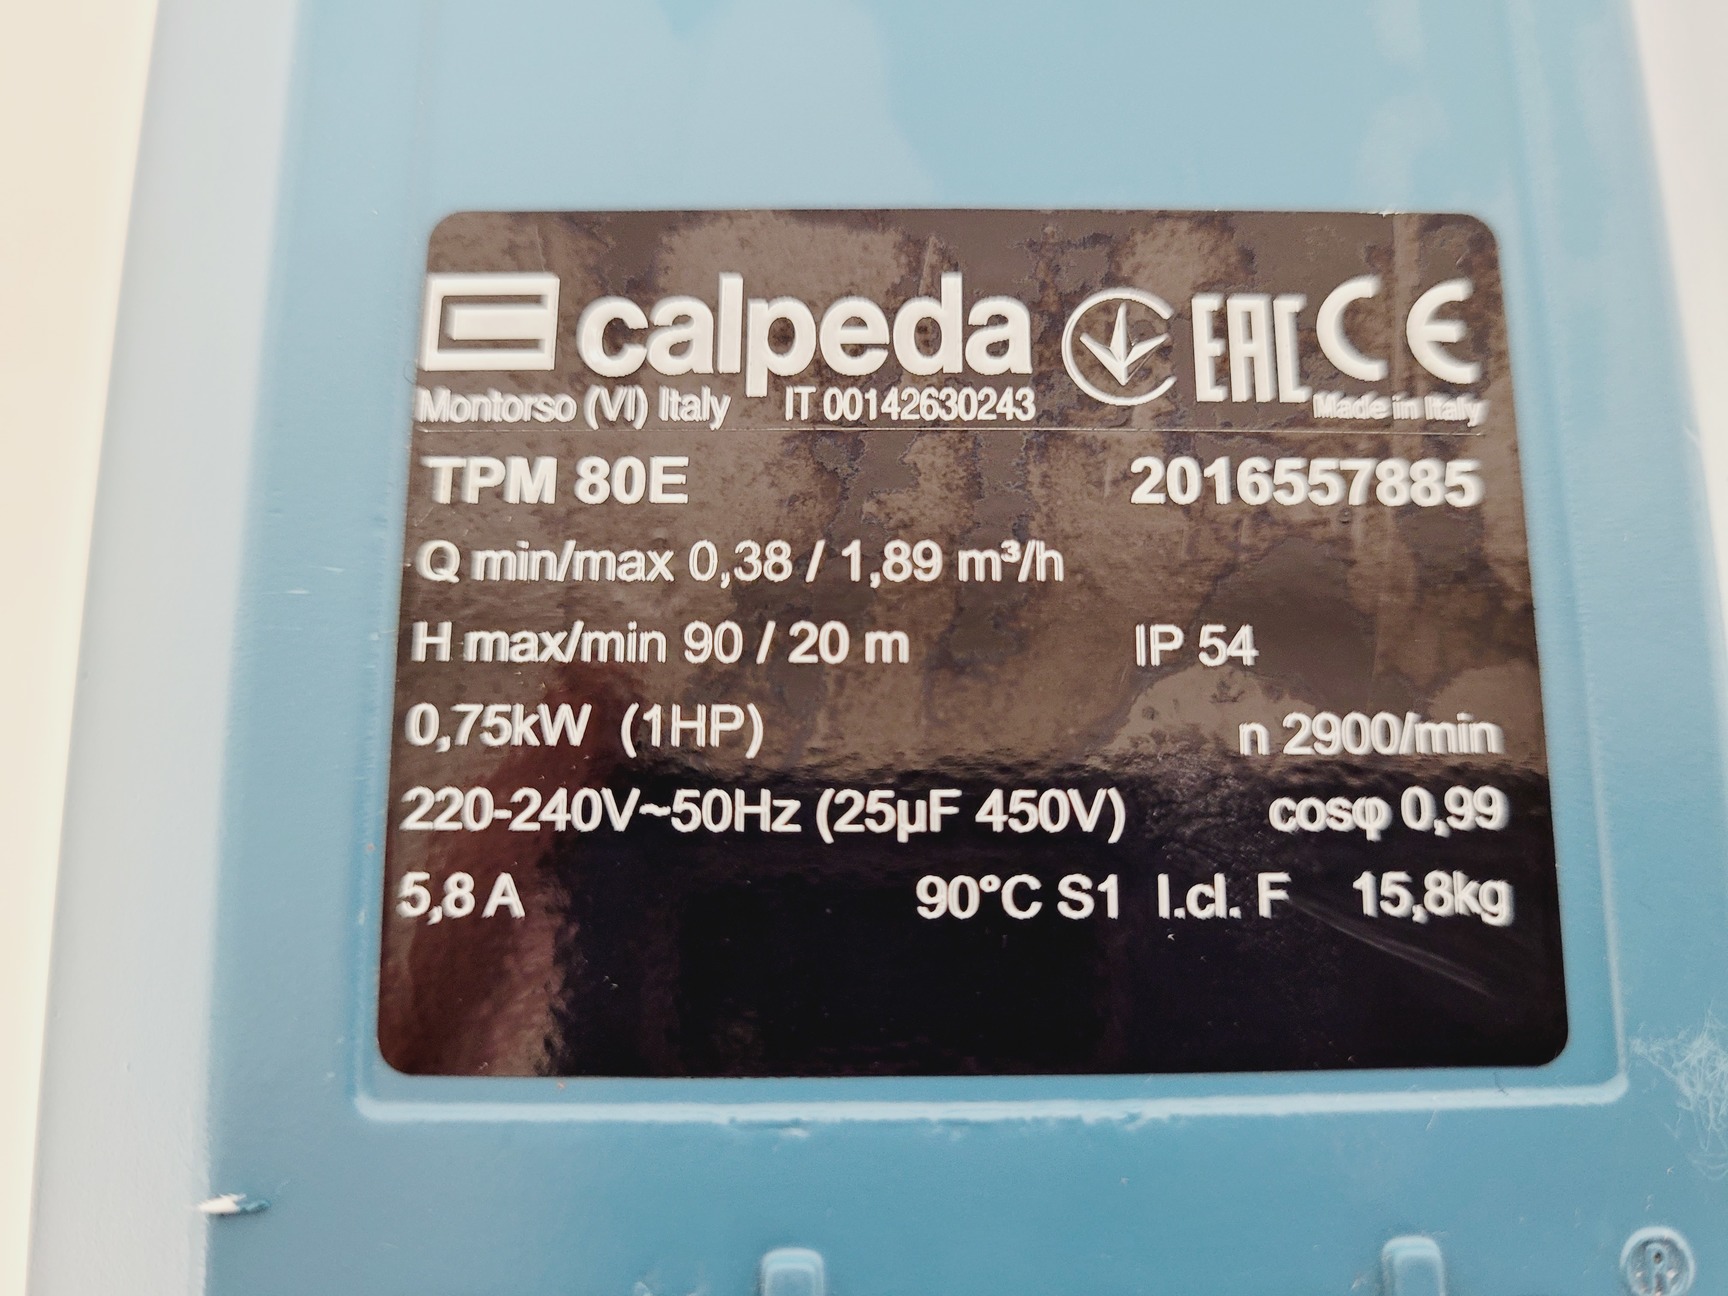 calpeda EAC CE
Montorso (VI) Italy IT 00142630243 Made in Italy
TPM 80E 2016557885
Q min/max 0,38 / 1,89 m³/h
H max/min 90 / 20 m IP 54
0,75kW (1HP) n 2900/min
220-240V~50Hz (25µF 450V) cosφ 0,99
5,8 A 90°C S1 I.cl. F 15,8kg
R